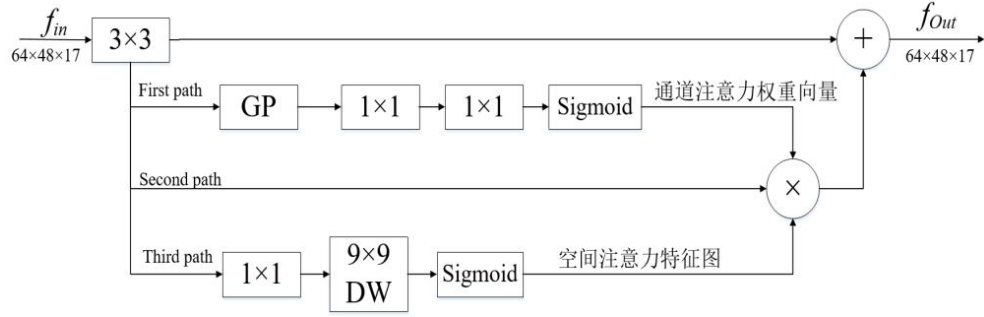 f_in
64×48×17
3×3
+
f_Out
64×48×17
First path
GP
1×1
1×1
Sigmoid
通道注意力权重向量
Second path
×
Third path
1×1
9×9
DW
Sigmoid
空间注意力特征图